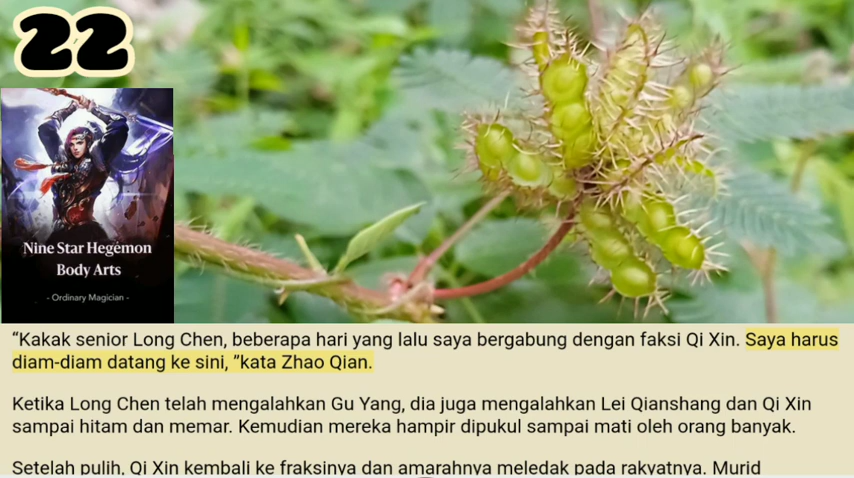 22
Nine Star Hegemon
Body Arts
- Ordinary Magician -
“Kakak senior Long Chen, beberapa hari yang lalu saya bergabung dengan faksi Qi Xin. Saya harus
diam-diam datang ke sini, ”kata Zhao Qian.
Ketika Long Chen telah mengalahkan Gu Yang, dia juga mengalahkan Lei Qianshang dan Qi Xin
sampai hitam dan memar. Kemudian mereka hampir dipukul sampai mati oleh orang banyak.
Setelah pulih, Qi Xin kembali ke fraksinya dan amarahnya meledak pada rakyatnya. Murid